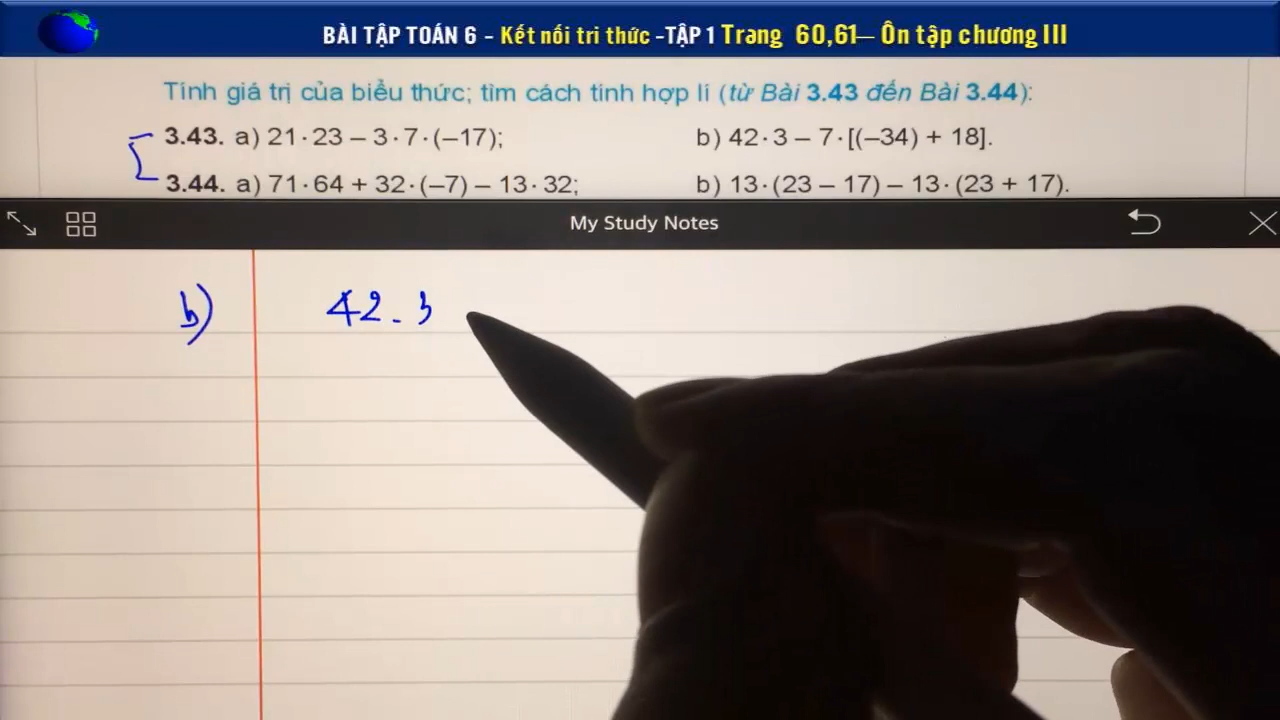 BÀI TẬP TOÁN 6 - Kết nối tri thức -TẬP 1 Trang 60,61– Ôn tập chương III
Tính giá trị của biểu thức; tìm cách tính hợp lí (từ Bài 3.43 đến Bài 3.44):
3.43. a) 21·23 – 3·7·(–17); b) 42·3 – 7·[(–34) + 18].
3.44. a) 71·64 + 32·(–7) – 13·32; b) 13·(23 – 17) – 13·(23 + 17).
My Study Notes
b) 42.3